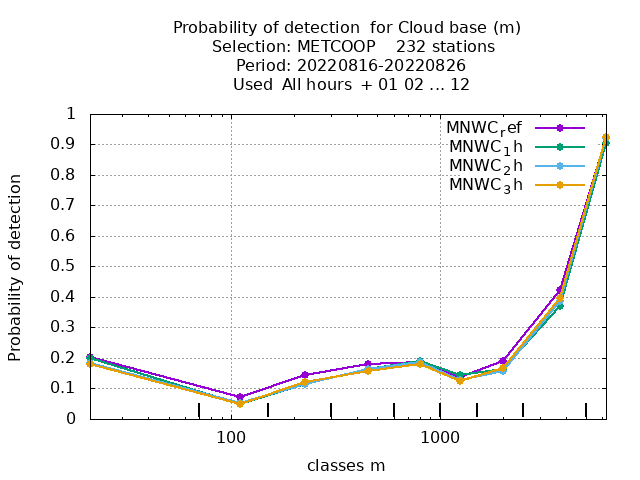 Probability of detection  for Cloud base (m)
Selection: METCOOP    232 stations
Period: 20220816-20220826
Used  All hours  + 01 02 ... 12
MNWC_ref
MNWC_1h
MNWC_2h
MNWC_3h
1
0.9
0.8
0.7
0.6
0.5
0.4
0.3
0.2
0.1
0
Probability of detection
100 1000
classes m